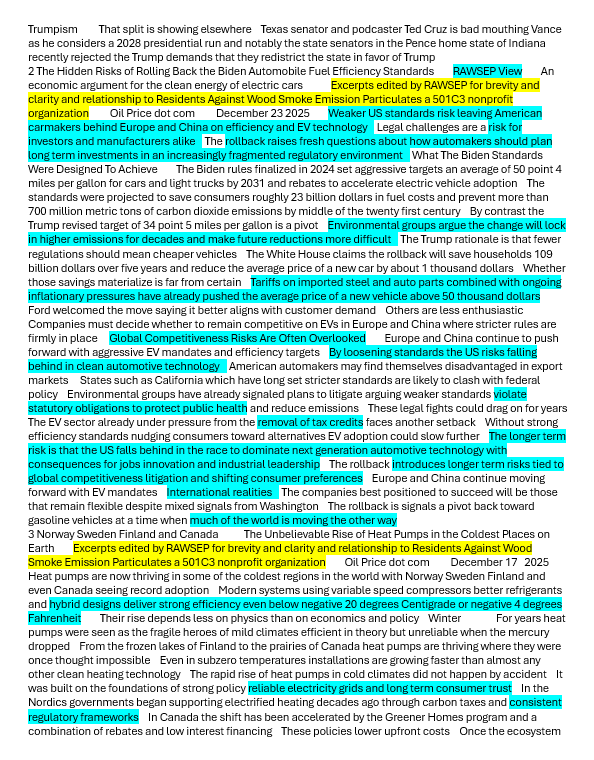 Trumpism That split is showing elsewhere Texas senator and podcaster Ted Cruz is bad mouthing Vance
as he considers a 2028 presidential run and notably the state senators in the Pence home state of Indiana
recently rejected the Trump demands that they redistrict the state in favor of Trump
2 The Hidden Risks of Rolling Back the Biden Automobile Fuel Efficiency Standards RAWSEP View An
economic argument for the clean energy of electric cars Excerpts edited by RAWSEP for brevity and
clarity and relationship to Residents Against Wood Smoke Emission Particulates a 501C3 nonprofit
organization Oil Price dot com December 23 2025 Weaker US standards risk leaving American
carmakers behind Europe and China on efficiency and EV technology Legal challenges are a risk for
investors and manufacturers alike The rollback raises fresh questions about how automakers should plan
long term investments in an increasingly fragmented regulatory environment What The Biden Standards
Were Designed To Achieve The Biden rules finalized in 2024 set aggressive targets an average of 50 point 4
miles per gallon for cars and light trucks by 2031 and rebates to accelerate electric vehicle adoption The
standards were projected to save consumers roughly 23 billion dollars in fuel costs and prevent more than
700 million metric tons of carbon dioxide emissions by middle of the twenty first century By contrast the
Trump revised target of 34 point 5 miles per gallon is a pivot Environmental groups argue the change will lock
in higher emissions for decades and make future reductions more difficult The Trump rationale is that fewer
regulations should mean cheaper vehicles The White House claims the rollback will save households 109
billion dollars over five years and reduce the average price of a new car by about 1 thousand dollars Whether
those savings materialize is far from certain Tariffs on imported steel and auto parts combined with ongoing
inflationary pressures have already pushed the average price of a new vehicle above 50 thousand dollars
Ford welcomed the move saying it better aligns with customer demand Others are less enthusiastic
Companies must decide whether to remain competitive on EVs in Europe and China where stricter rules are
firmly in place Global Competitiveness Risks Are Often Overlooked Europe and China continue to push
forward with aggressive EV mandates and efficiency targets By loosening standards the US risks falling
behind in clean automotive technology American automakers may find themselves disadvantaged in export
markets States such as California which have long set stricter standards are likely to clash with federal
policy Environmental groups have already signaled plans to litigate arguing weaker standards violate
statutory obligations to protect public health and reduce emissions These legal fights could drag on for years
The EV sector already under pressure from the removal of tax credits faces another setback Without strong
efficiency standards nudging consumers toward alternatives EV adoption could slow further The longer term
risk is that the US falls behind in the race to dominate next generation automotive technology with
consequences for jobs innovation and industrial leadership The rollback introduces longer term risks tied to
global competitiveness litigation and shifting consumer preferences Europe and China continue moving
forward with EV mandates International realities The companies best positioned to succeed will be those
that remain flexible despite mixed signals from Washington The rollback is signals a pivot back toward
gasoline vehicles at a time when much of the world is moving the other way
3 Norway Sweden Finland and Canada The Unbelievable Rise of Heat Pumps in the Coldest Places on
Earth Excerpts edited by RAWSEP for brevity and clarity and relationship to Residents Against Wood
Smoke Emission Particulates a 501C3 nonprofit organization Oil Price dot com December 17 2025
Heat pumps are now thriving in some of the coldest regions in the world with Norway Sweden Finland and
even Canada seeing record adoption Modern systems using variable speed compressors better refrigerants
and hybrid designs deliver strong efficiency even below negative 20 degrees Centigrade or negative 4 degrees
Fahrenheit Their rise depends less on physics than on economics and policy Winter For years heat
pumps were seen as the fragile heroes of mild climates efficient in theory but unreliable when the mercury
dropped From the frozen lakes of Finland to the prairies of Canada heat pumps are thriving where they were
once thought impossible Even in subzero temperatures installations are growing faster than almost any
other clean heating technology The rapid rise of heat pumps in cold climates did not happen by accident It
was built on the foundations of strong policy reliable electricity grids and long term consumer trust In the
Nordics governments began supporting electrified heating decades ago through carbon taxes and consistent
regulatory frameworks In Canada the shift has been accelerated by the Greener Homes program and a
combination of rebates and low interest financing These policies lower upfront costs Once the ecosystem